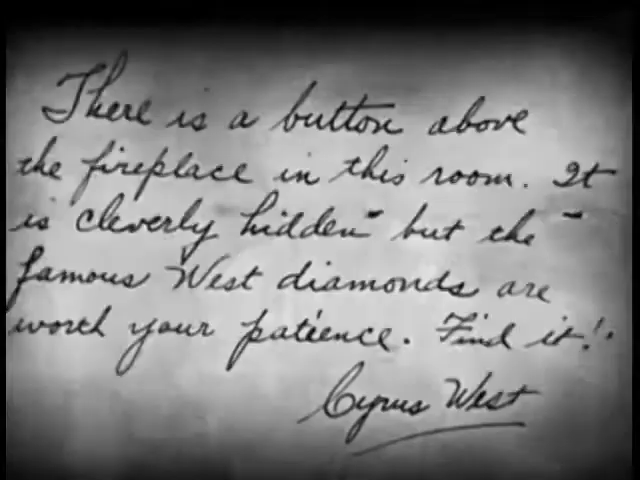 There is a button above
the fireplace in this room. It
is cleverly hidden - but the -
famous West diamonds are
worth your patience. Find it!
Cyrus West